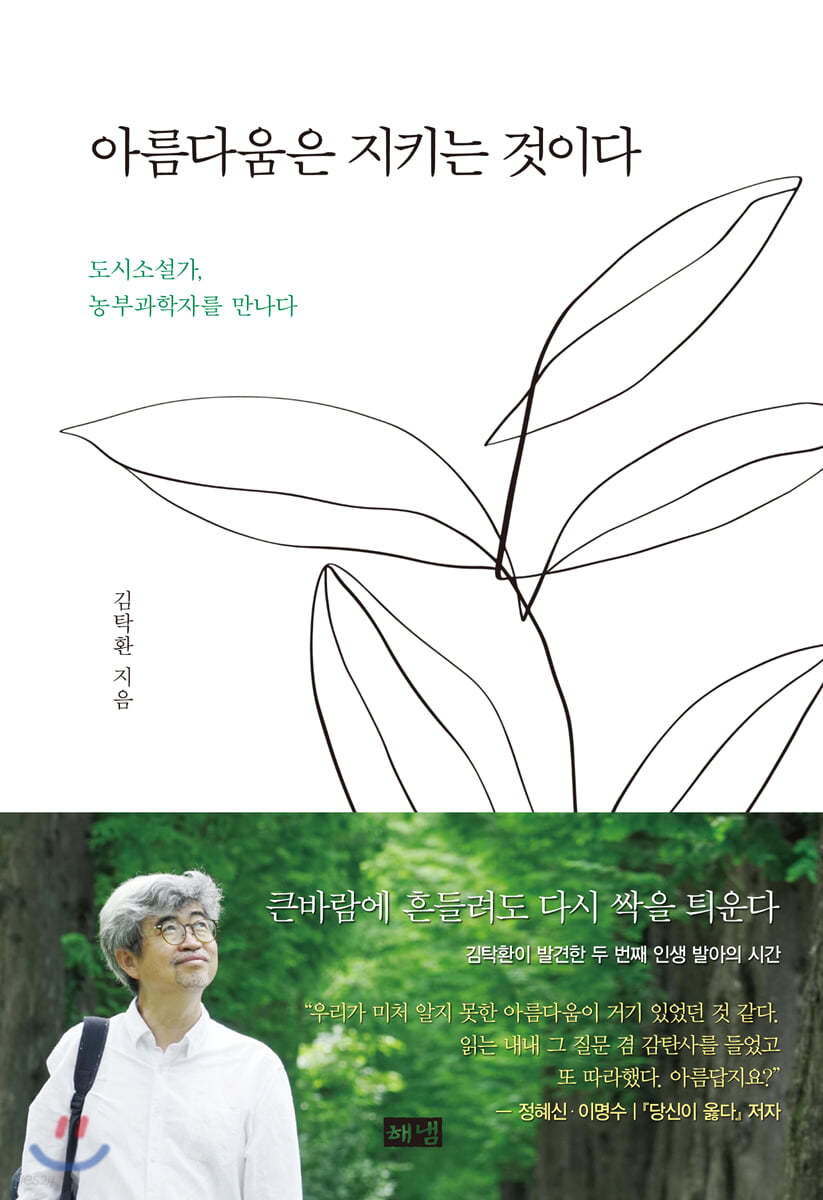 아름다움은 지키는 것이다
도시소설가,
농부과학자를 만나다
김탁환 지음
큰바람에 흔들려도 다시 싹을 틔운다
김탁환이 발견한 두 번째 인생 발아의 시간
“우리가 미처 알지 못한 아름다움이 거기 있었던 것 같다.
읽는 내내 그 질문 겸 감탄사를 들었고
또 따라했다. 아름답지요?”
— 정혜신·이명수 | 『당신이 옳다』 저자
해냄